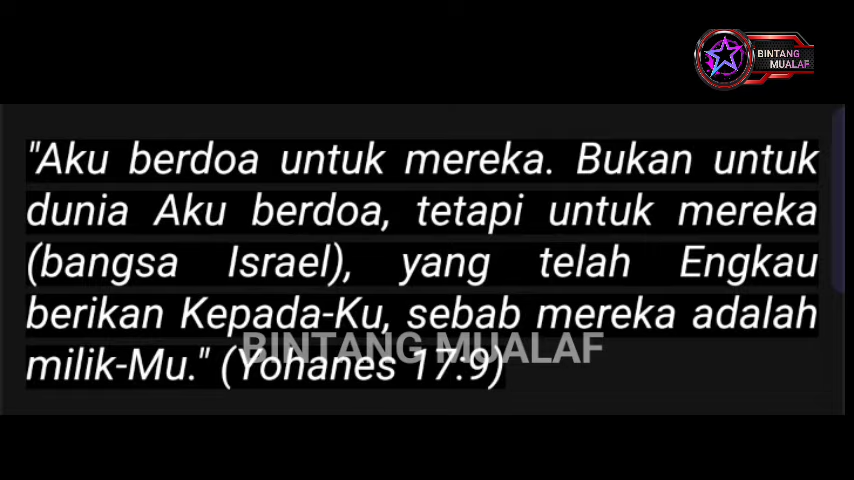 BINTANG
MUALAF
"Aku berdoa untuk mereka. Bukan untuk
dunia Aku berdoa, tetapi untuk mereka
(bangsa Israel), yang telah Engkau
berikan Kepada-Ku, sebab mereka adalah
BINTANG MUALAF
milik-Mu." (Yohanes 17:9)